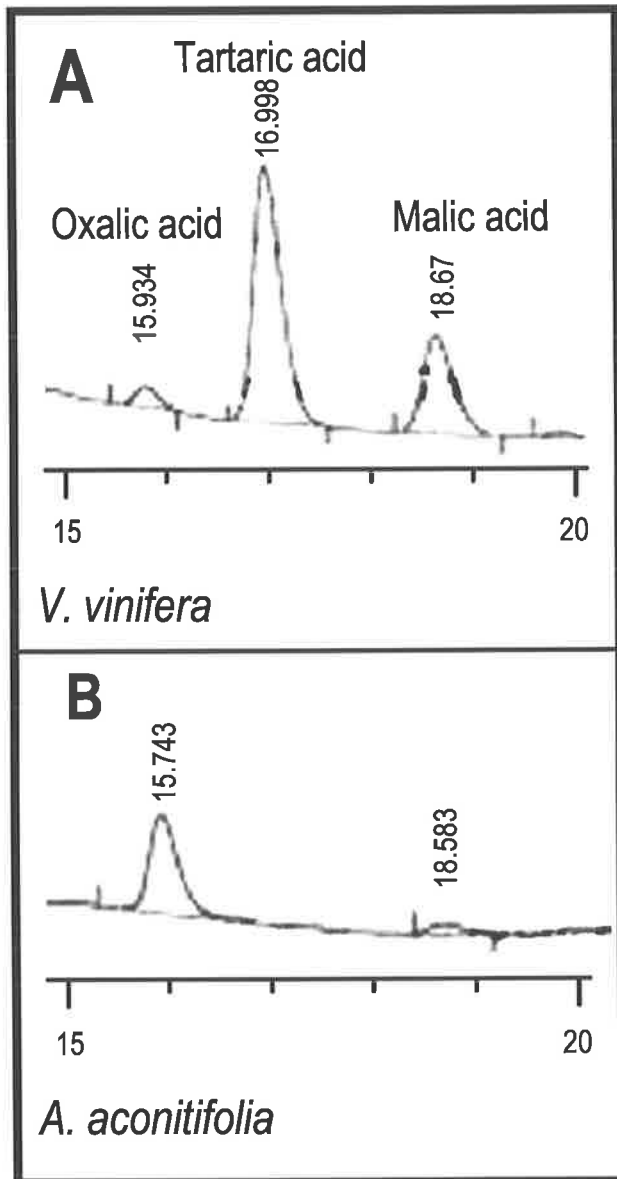 A
Tartaric acid
16.998
Oxalic acid
15.934
Malic acid
18.67
15
20
V. vinifera
B
15.743
18.583
15
20
A. aconitifolia